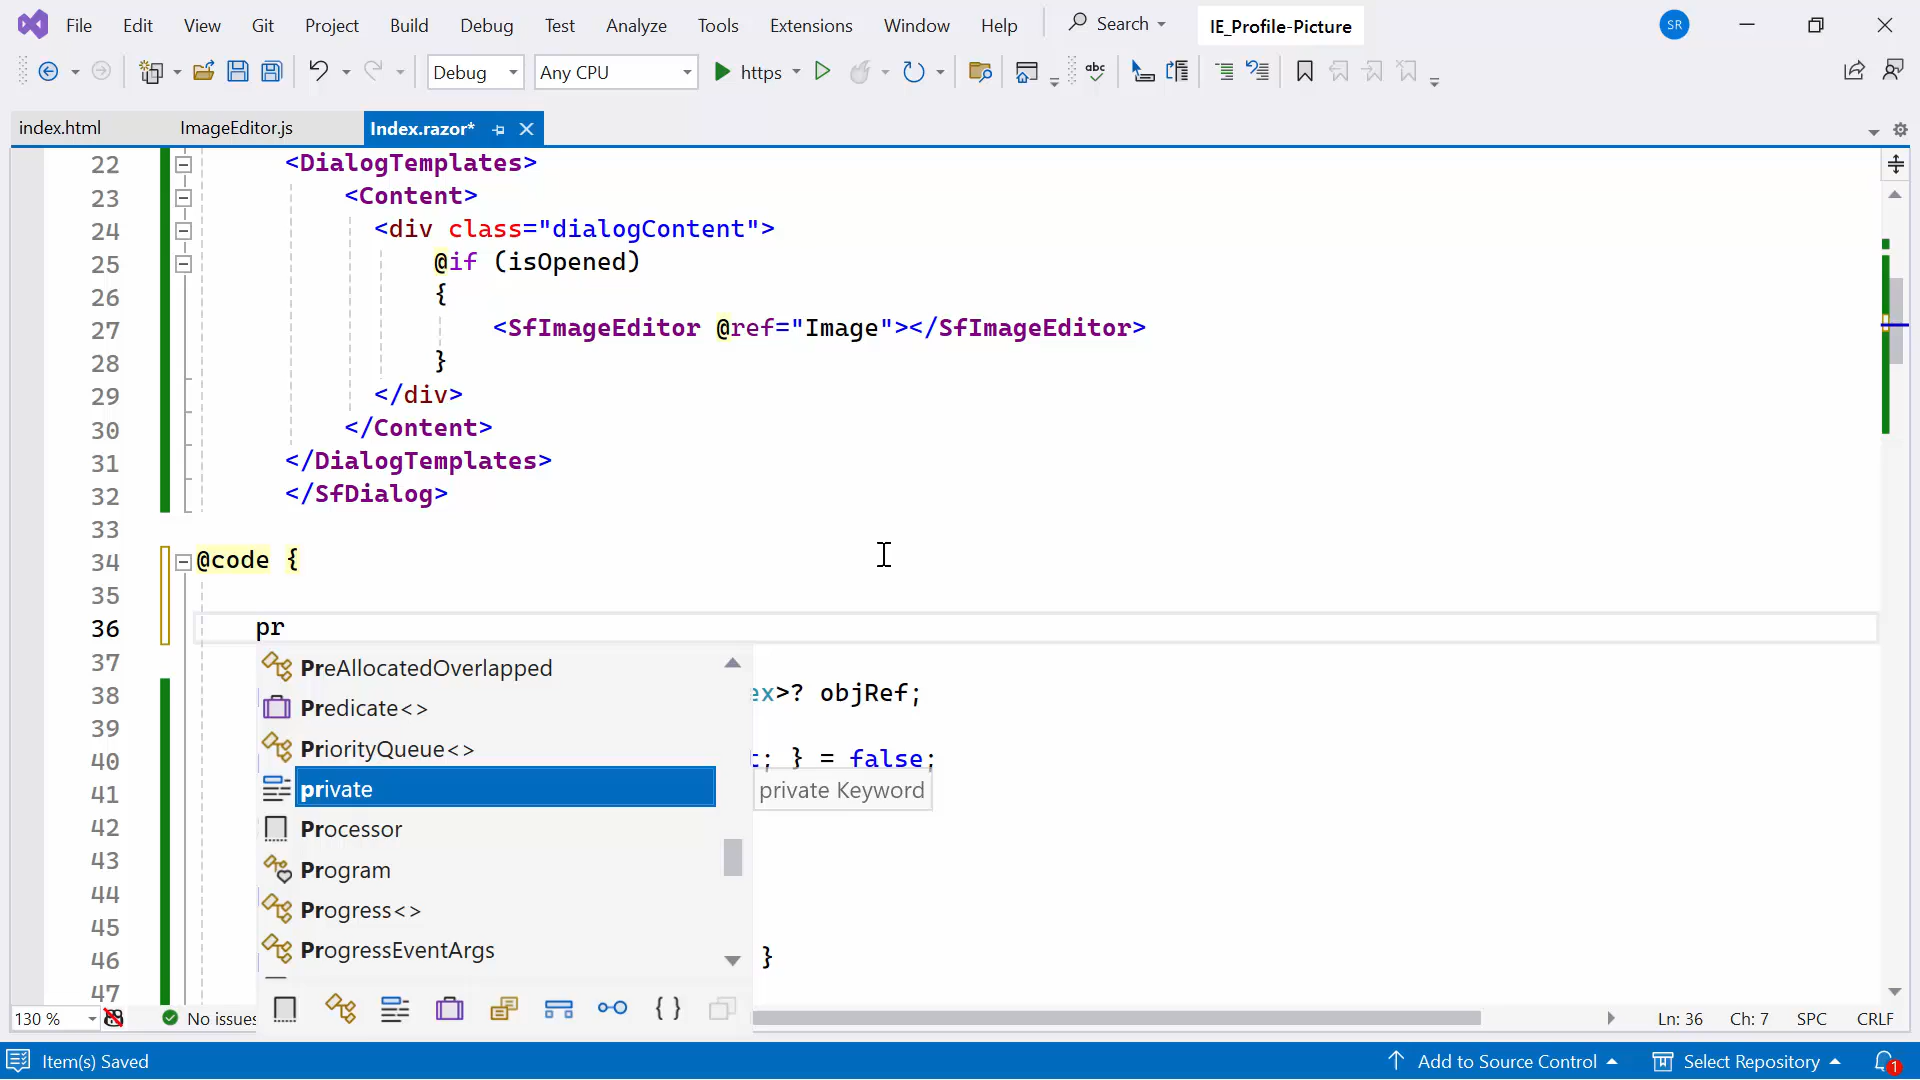 File Edit View Git Project Build Debug Test Analyze Tools Extensions Window Help Search IE_Profile-Picture SR
Debug Any CPU https abc
index.html ImageEditor.js Index.razor*
22 <DialogTemplates>
23 <Content>
24 <div class="dialogContent">
25 @if (isOpened)
26 {
27 <SfImageEditor @ref="Image"></SfImageEditor>
28 }
29 </div>
30 </Content>
31 </DialogTemplates>
32 </SfDialog>
33
34 @code {
35
36 pr
37 PreAllocatedOverlapped
38 ex>? objRef;
Predicate<>
39
PriorityQueue<>
40 t; } = false;
41 private private Keyword
42 Processor
43 Program
44
45 Progress<>
46 ProgressEventArgs }
47
130 % No issues Ln: 36 Ch: 7 SPC CRLF
Item(s) Saved Add to Source Control Select Repository 1